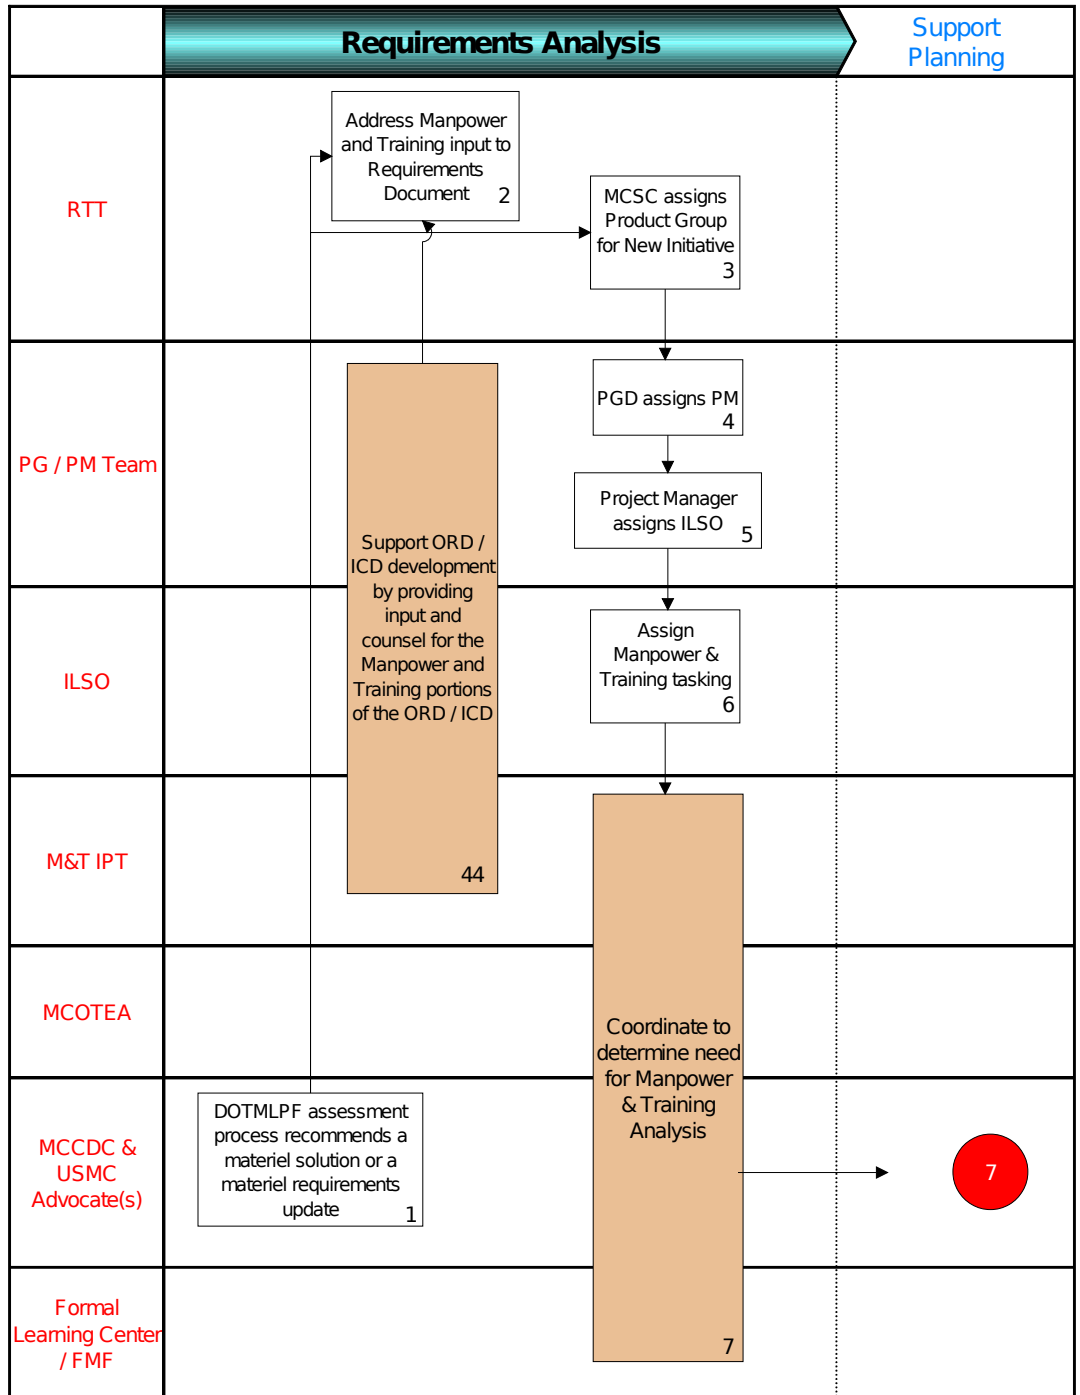 Requirements Analysis
Support
Planning
RTT
Address Manpower
and Training input to
Requirements
Document 2
MCSC assigns
Product Group
for New Initiative
3
PG / PM Team
PGD assigns PM
4
Project Manager
assigns ILSO 5
Support ORD /
ICD development
by providing
input and
counsel for the
Manpower and
Training portions
of the ORD / ICD
44
ILSO
Assign
Manpower &
Training tasking
6
M&T IPT
MCOTEA
Coordinate to
determine need
for Manpower
& Training
Analysis
7
MCCDC &
USMC
Advocate(s)
DOTMLPF assessment
process recommends a
materiel solution or a
materiel requirements
update 1
7
Formal
Learning Center
/ FMF